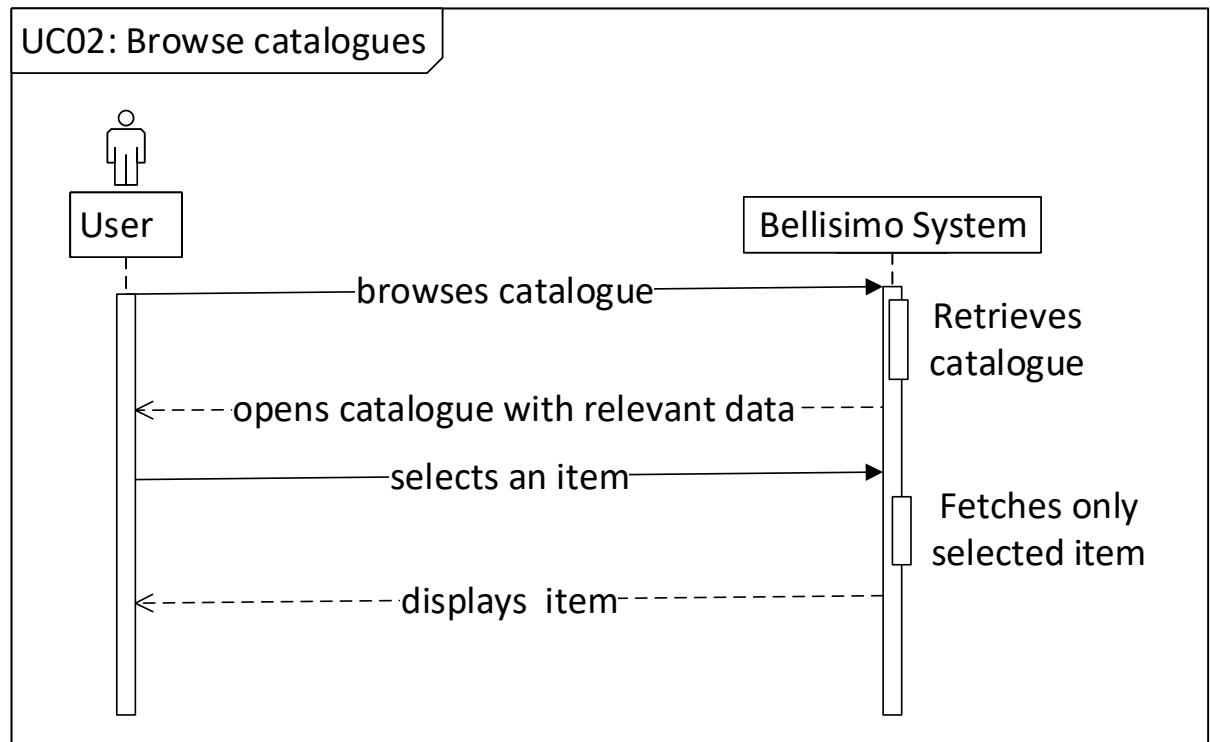 UC02: Browse catalogues
User
Bellisimo System
browses catalogue
Retrieves
catalogue
opens catalogue with relevant data
selects an item
Fetches only
selected item
displays item